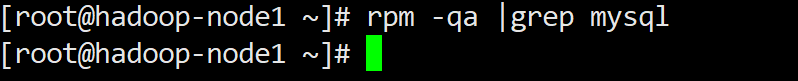 [root@hadoop-node1 ~]# rpm -qa |grep mysql
[root@hadoop-node1 ~]#